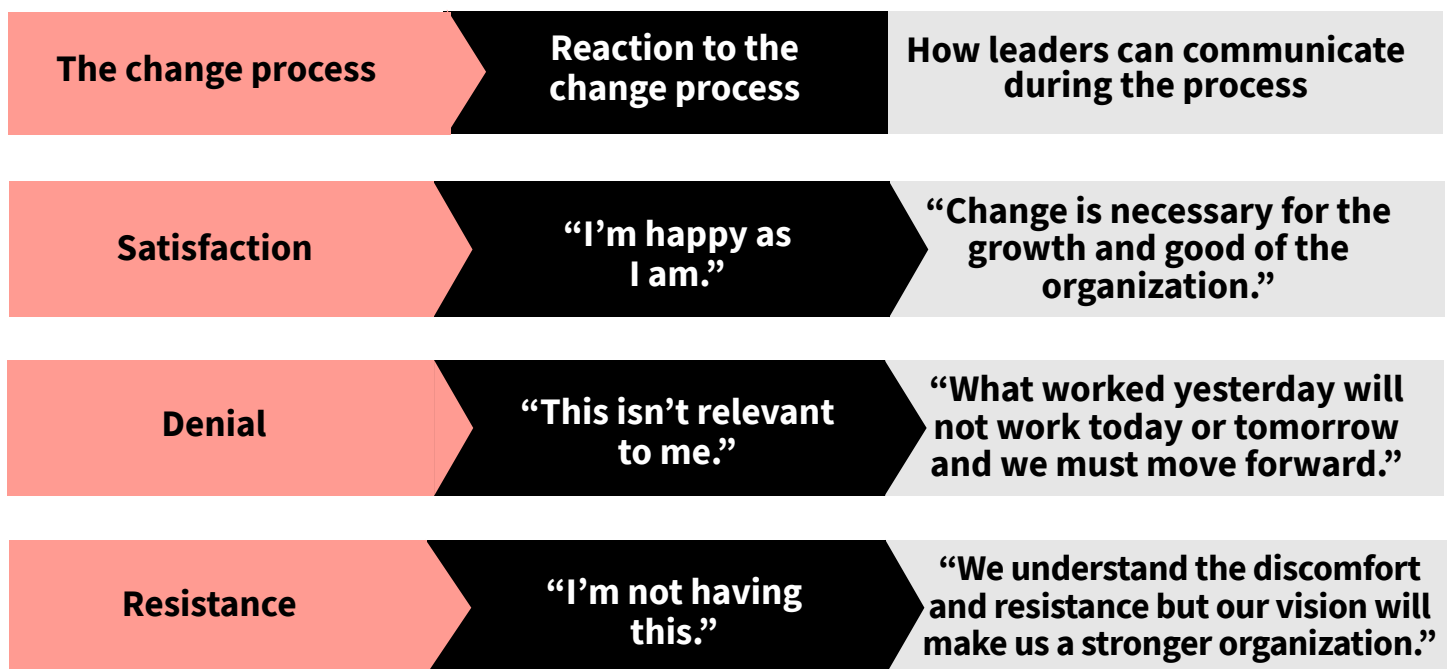 The change process
Reaction to the
change process
How leaders can communicate
during the process
Satisfaction
“I’m happy as
I am.”
“Change is necessary for the
growth and good of the
organization.”
Denial
“This isn’t relevant
to me.”
“What worked yesterday will
not work today or tomorrow
and we must move forward.”
Resistance
“I’m not having
this.”
“We understand the discomfort
and resistance but our vision will
make us a stronger organization.”